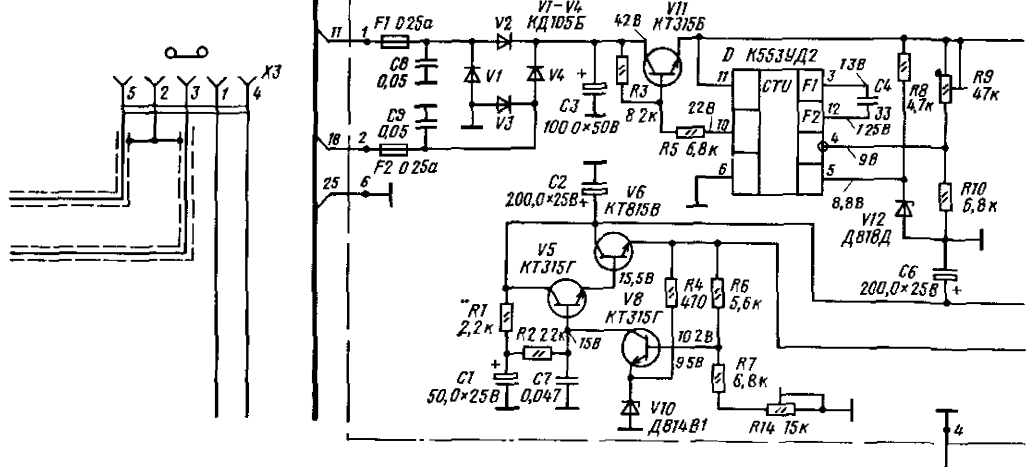 X3
5 2 3 1 4
11 1 F1 0,25а
V2
V1-V4
КД105Б
C8
0,05
V1 V4
V3
C9
0,05
18 2
F2 0,25а
25 6
C3
100,0×50В
+
42В
V11
КТ315Б
R3
8,2к
R5 6,8к
22В
D К553УД2
CTU
F1
F2
11
10
6
3
12
4
5
13В
C4
33
12,5В
9В
8,8В
R8
4,7к
R9
47к
R10
6,8к
V12
Д818Д
C6
200,0×25В
+
C2
200,0×25В
+
V6
КТ815В
V5
КТ315Г
15,5В
V8
КТ315Г
R4
470
R6
5,6к
**R1
2,2к
R2 22к
15В
10,2В
9,5В
+
C1
50,0×25В
C7
0,047
V10
Д814В1
R7
6,8к
R14 15к
4